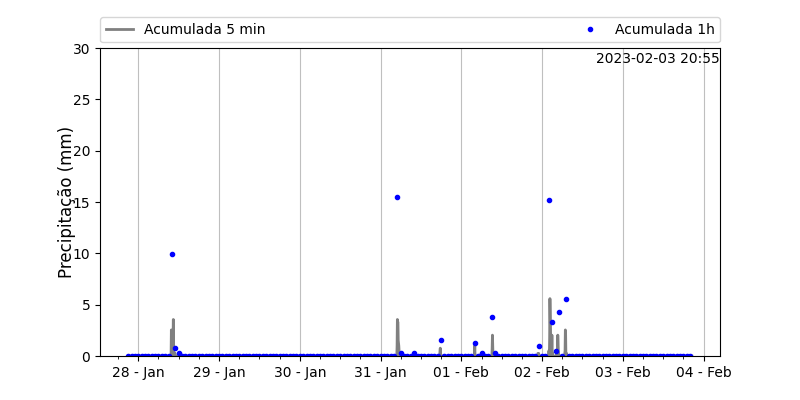 Acumulada 5 min
Acumulada 1h
2023-02-03 20:55
Precipitação (mm)
30
25
20
15
10
5
0
28 - Jan
29 - Jan
30 - Jan
31 - Jan
01 - Feb
02 - Feb
03 - Feb
04 - Feb